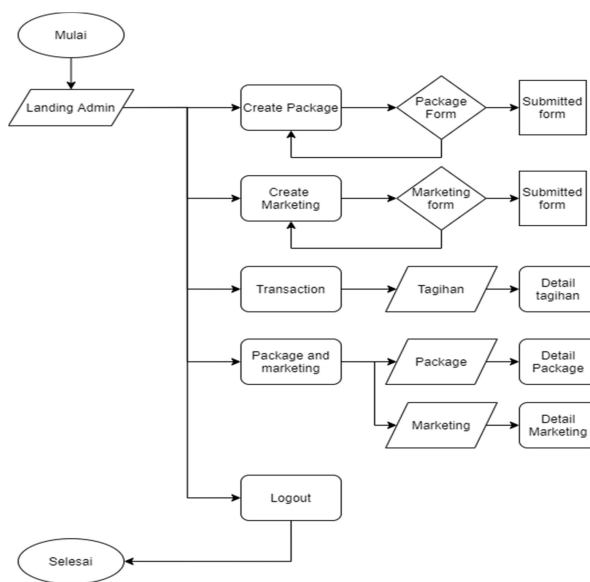 Mulai
Landing Admin
Create Package
Package
Form
Submitted
form
Create
Marketing
Marketing
form
Submitted
form
Transaction
Tagihan
Detail
tagihan
Package and
marketing
Package
Detail
Package
Marketing
Detail
Marketing
Logout
Selesai